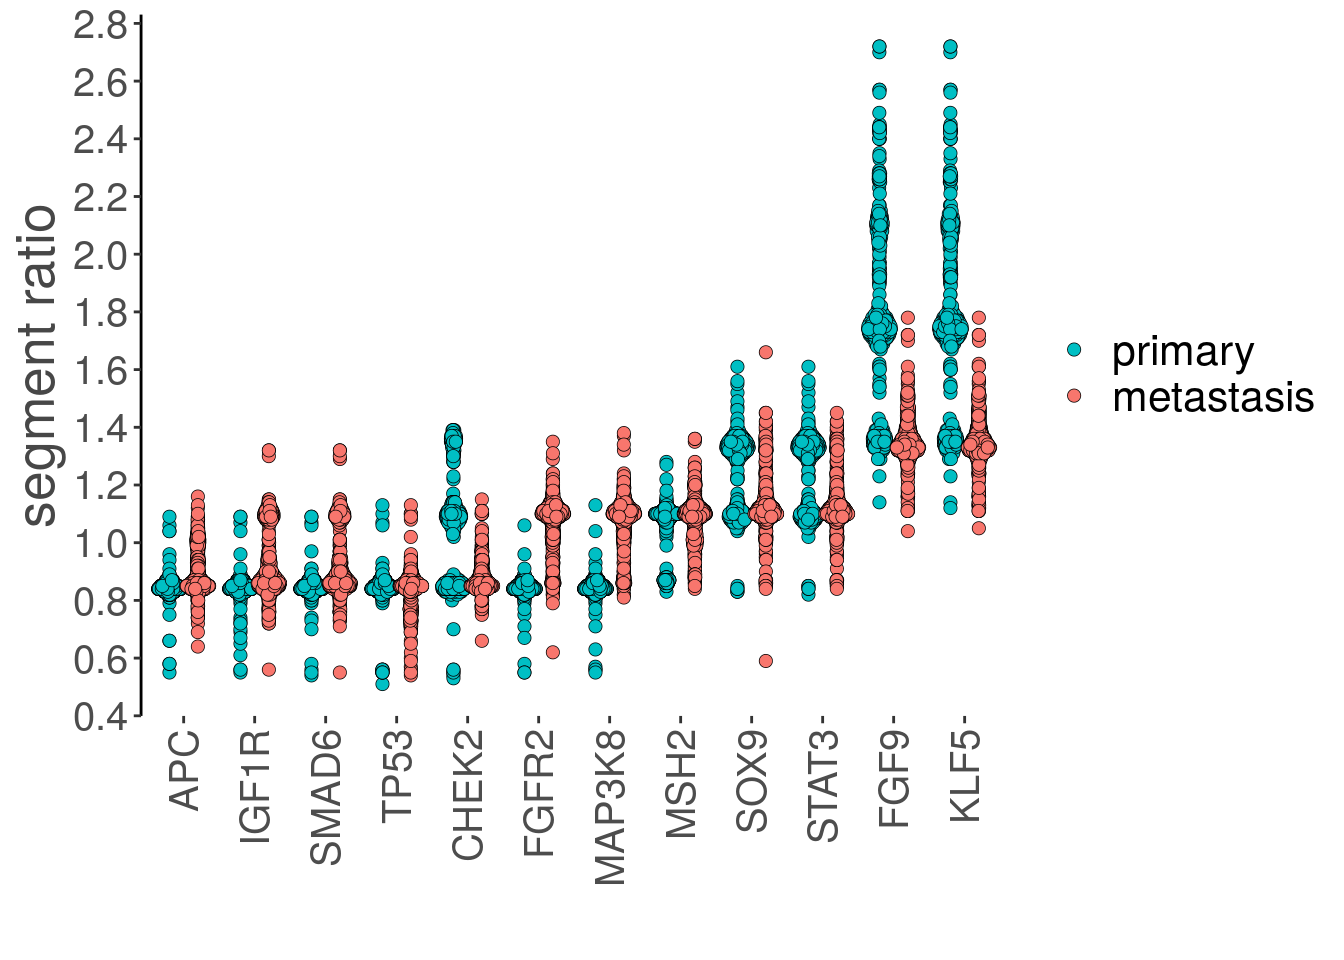 segment ratio
2.8
2.6
2.4
2.2
2.0
1.8
1.6
1.4
1.2
1.0
0.8
0.6
0.4
APC
IGF1R
SMAD6
TP53
CHEK2
FGFR2
MAP3K8
MSH2
SOX9
STAT3
FGF9
KLF5
primary
metastasis